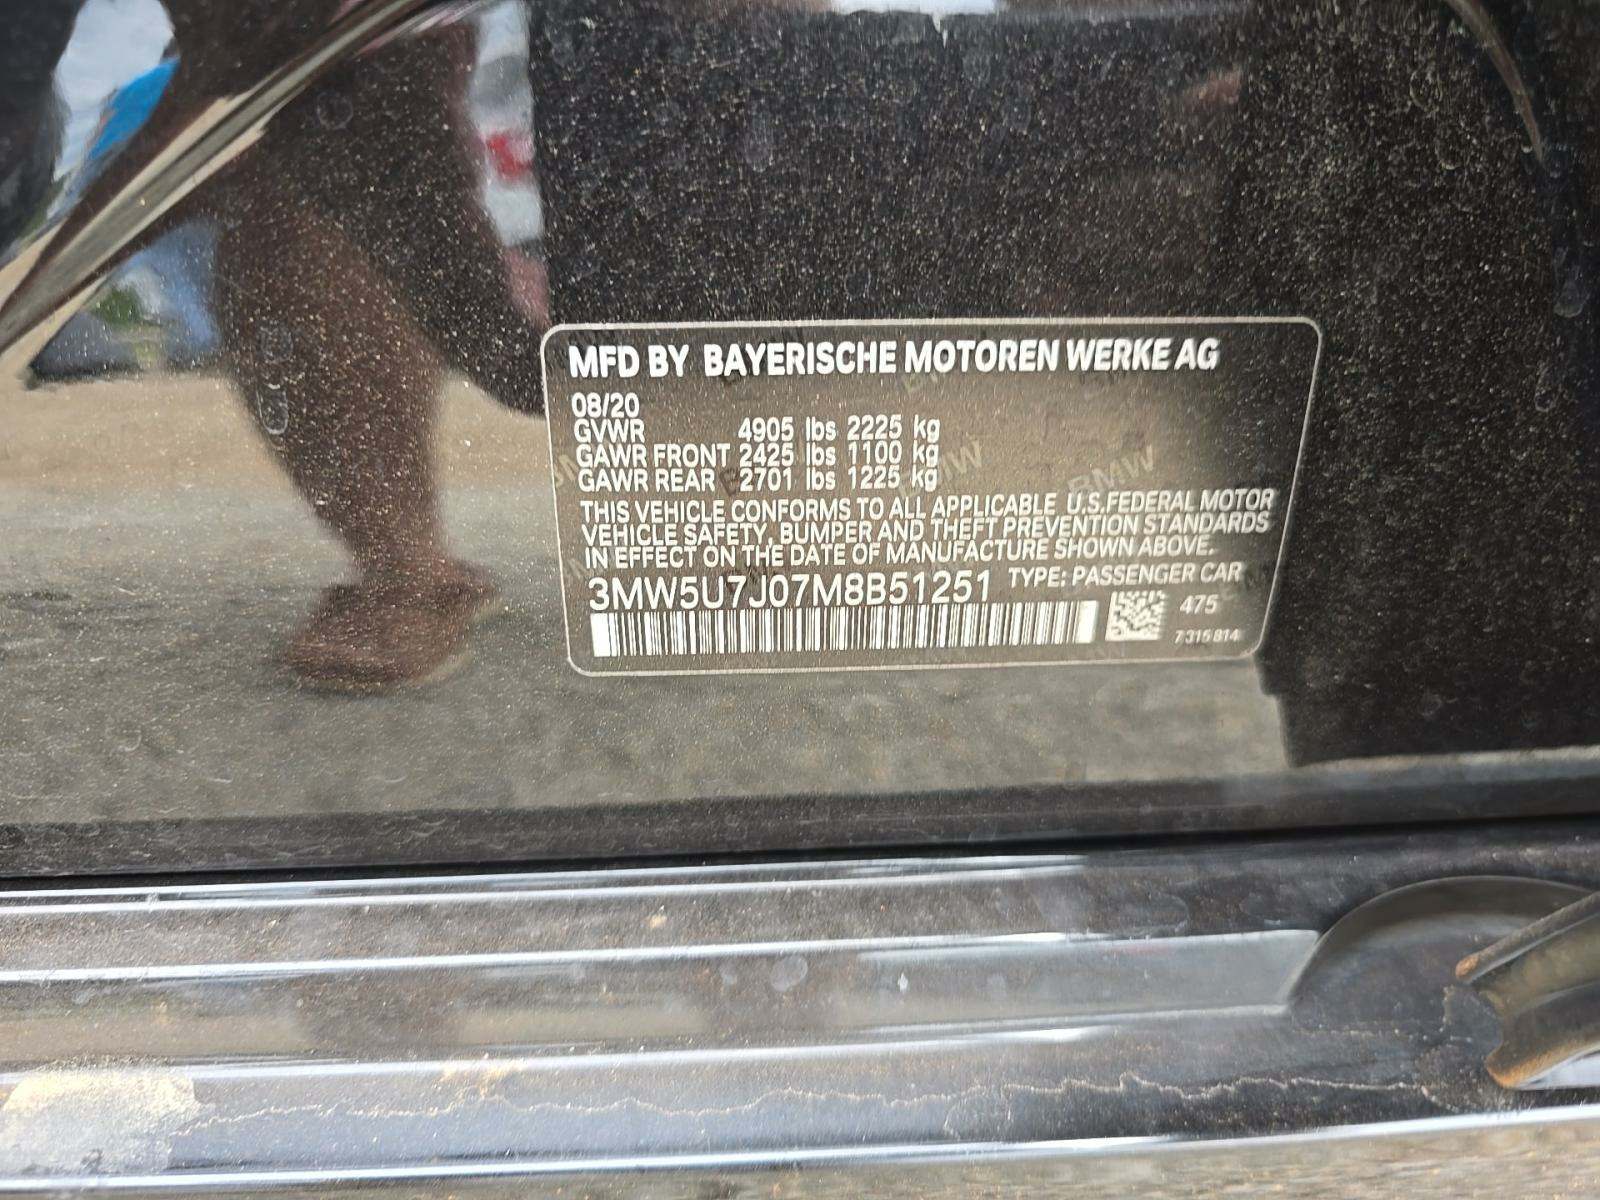 MFD BY BAYERISCHE MOTOREN WERKE AG
08/20
GVWR 4905 lbs 2225 kg
GAWR FRONT 2425 lbs 1100 kg
GAWR REAR 2701 lbs 1225 kg
THIS VEHICLE CONFORMS TO ALL APPLICABLE U.S.FEDERAL MOTOR
VEHICLE SAFETY, BUMPER AND THEFT PREVENTION STANDARDS
IN EFFECT ON THE DATE OF MANUFACTURE SHOWN ABOVE.
3MW5U7J07M8B51251 TYPE: PASSENGER CAR
475
7315814